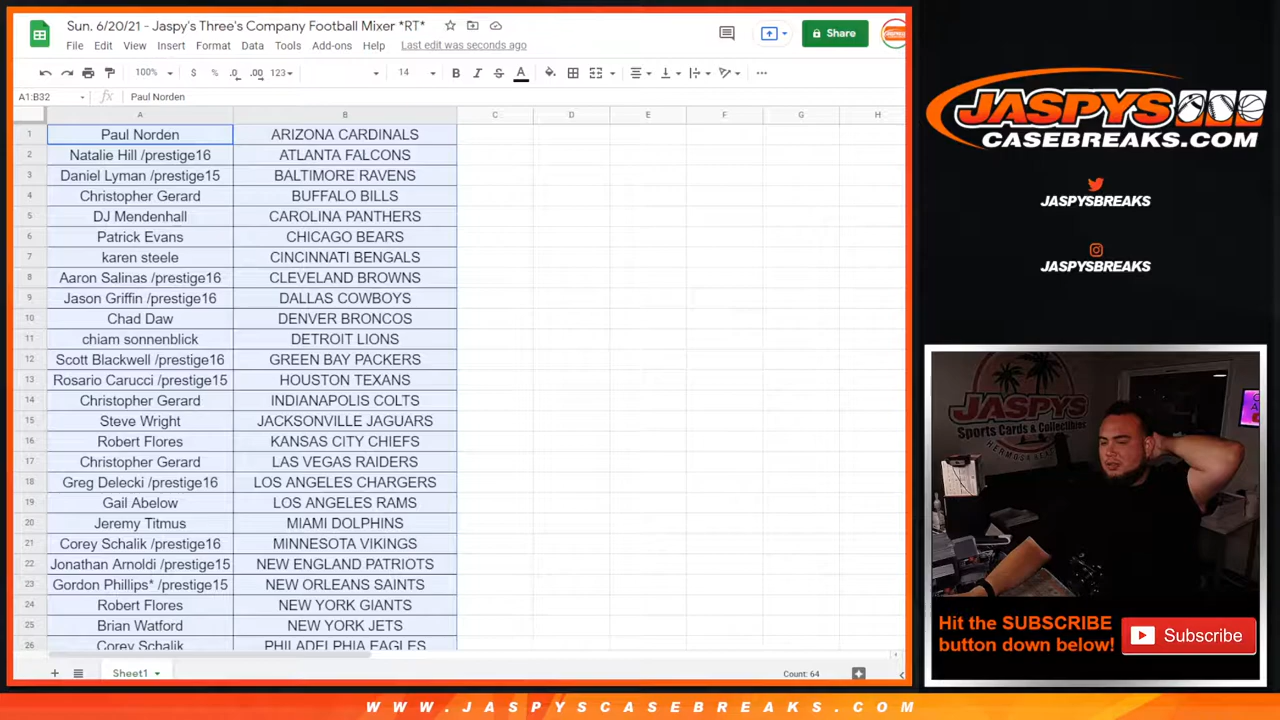 Sun. 6/20/21 - Jaspy's Three's Company Football Mixer *RT*
File Edit View Insert Format Data Tools Add-ons Help Last edit was seconds ago
Share
100% $ % .0 .00 123 14 B I S A
A1:B32 fx Paul Norden
A B C D E F G H
1 Paul Norden ARIZONA CARDINALS
2 Natalie Hill /prestige16 ATLANTA FALCONS
3 Daniel Lyman /prestige15 BALTIMORE RAVENS
4 Christopher Gerard BUFFALO BILLS
5 DJ Mendenhall CAROLINA PANTHERS
6 Patrick Evans CHICAGO BEARS
7 karen steele CINCINNATI BENGALS
8 Aaron Salinas /prestige16 CLEVELAND BROWNS
9 Jason Griffin /prestige16 DALLAS COWBOYS
10 Chad Daw DENVER BRONCOS
11 chiam sonnenblick DETROIT LIONS
12 Scott Blackwell /prestige16 GREEN BAY PACKERS
13 Rosario Carucci /prestige15 HOUSTON TEXANS
14 Christopher Gerard INDIANAPOLIS COLTS
15 Steve Wright JACKSONVILLE JAGUARS
16 Robert Flores KANSAS CITY CHIEFS
17 Christopher Gerard LAS VEGAS RAIDERS
18 Greg Delecki /prestige16 LOS ANGELES CHARGERS
19 Gail Abelow LOS ANGELES RAMS
20 Jeremy Titmus MIAMI DOLPHINS
21 Corey Schalik /prestige16 MINNESOTA VIKINGS
22 Jonathan Arnoldi /prestige15 NEW ENGLAND PATRIOTS
23 Gordon Phillips* /prestige15 NEW ORLEANS SAINTS
24 Robert Flores NEW YORK GIANTS
25 Brian Watford NEW YORK JETS
26 Corey Schalik PHILADELPHIA EAGLES
Sheet1
Count: 64
JASPYS
CASEBREAKS.COM
JASPYSBREAKS
JASPYSBREAKS
JASPYS
Sports Cards & Collectibles
Hit the SUBSCRIBE
button down below!
Subscribe
WWW.JASPYSCASEBREAKS.COM